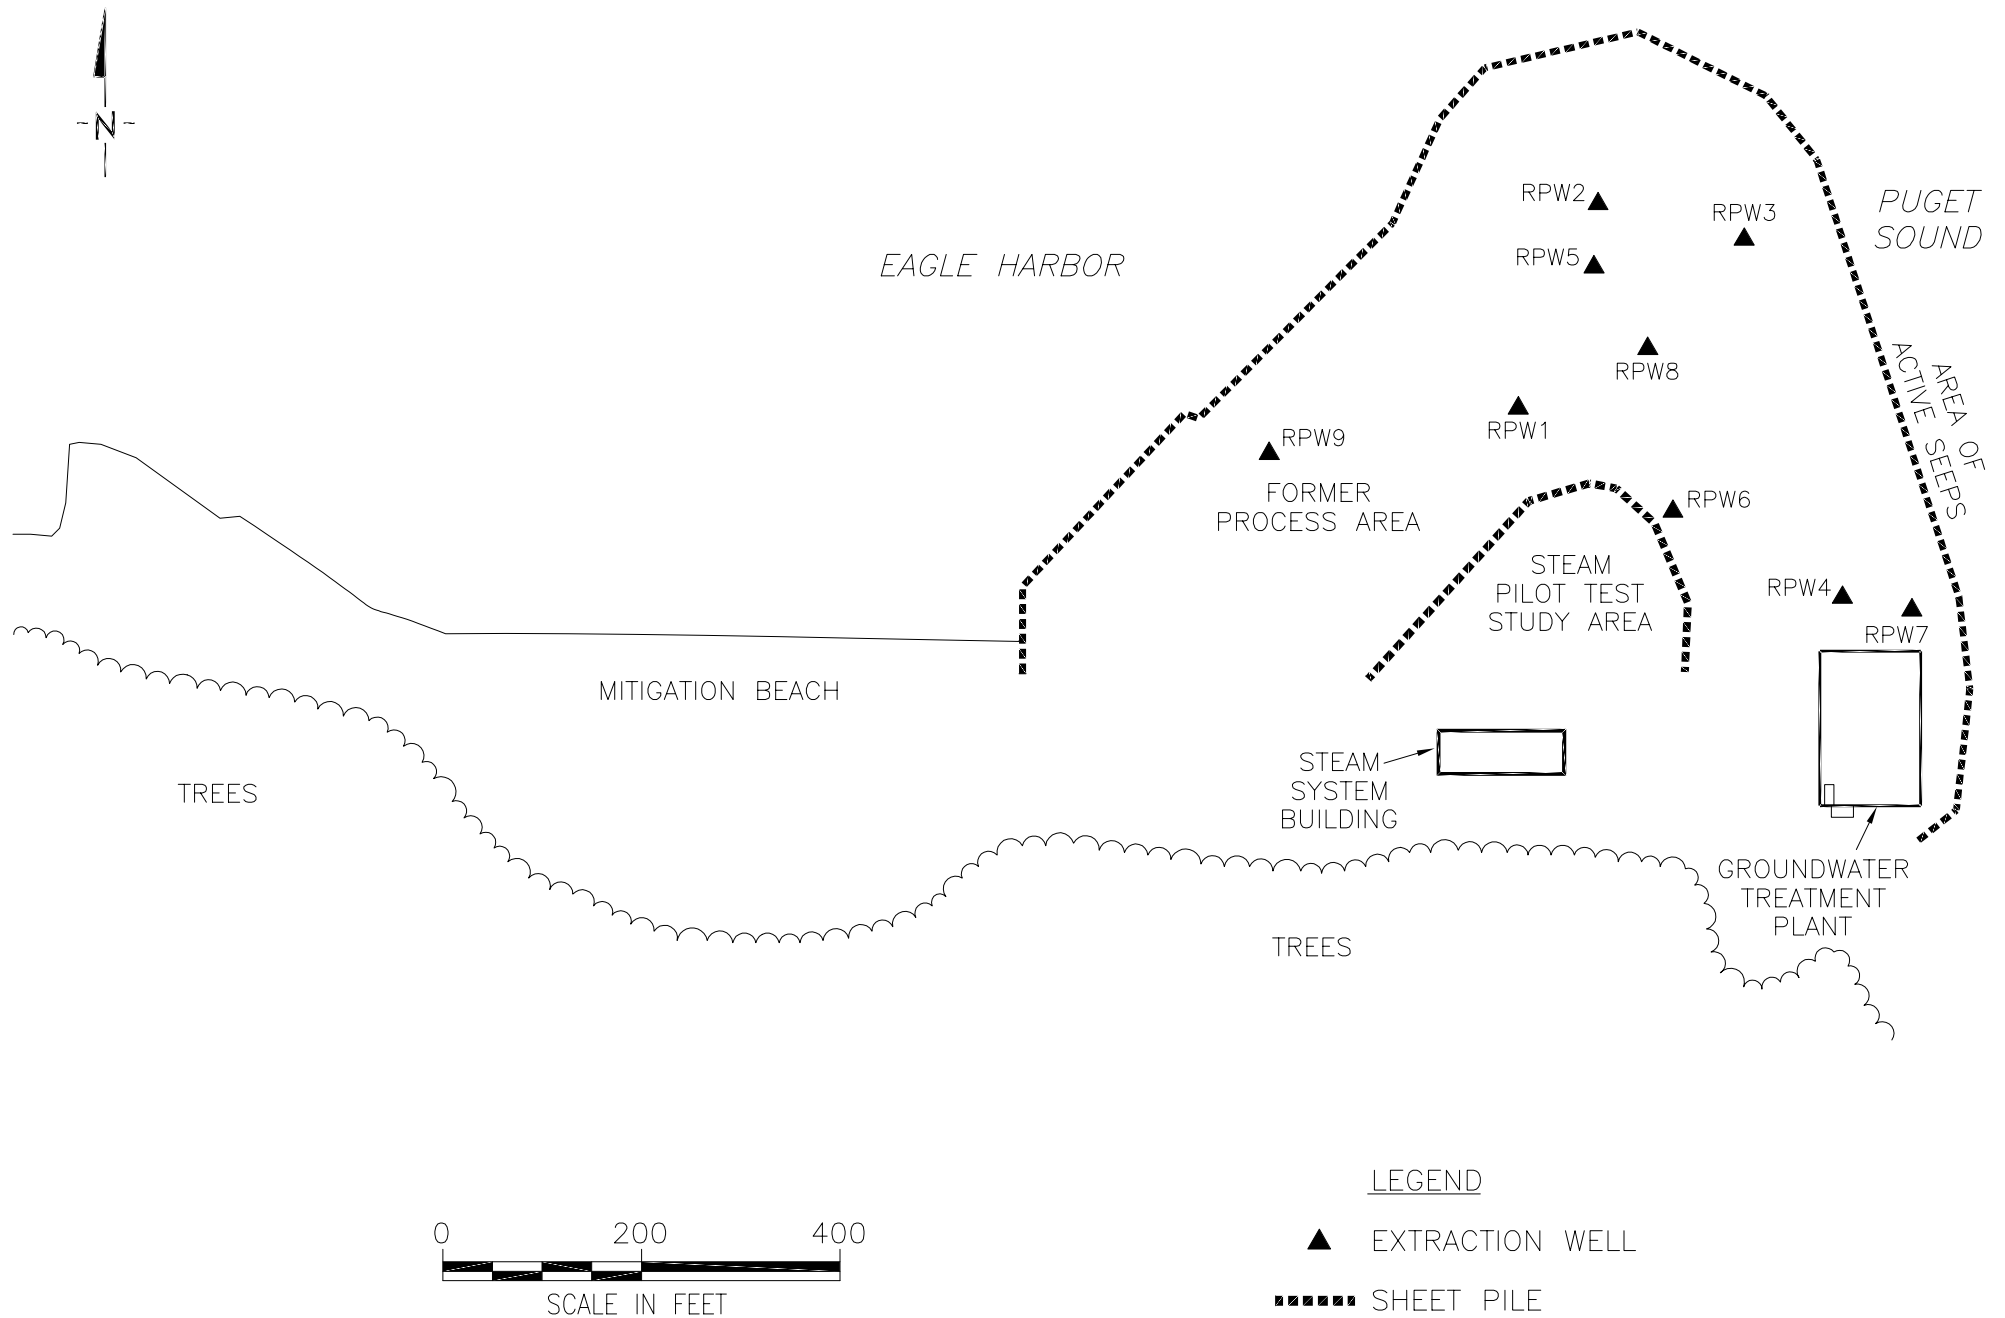 N
PUGET
SOUND
RPW2
RPW3
EAGLE HARBOR
RPW5
RPW8
AREA OF
ACTIVE SEEPS
RPW1
RPW9
FORMER
PROCESS AREA
RPW6
STEAM
PILOT TEST
STUDY AREA
RPW4
RPW7
MITIGATION BEACH
STEAM
SYSTEM
BUILDING
TREES
GROUNDWATER
TREATMENT
PLANT
TREES
LEGEND
EXTRACTION WELL
SHEET PILE
0 200 400
SCALE IN FEET